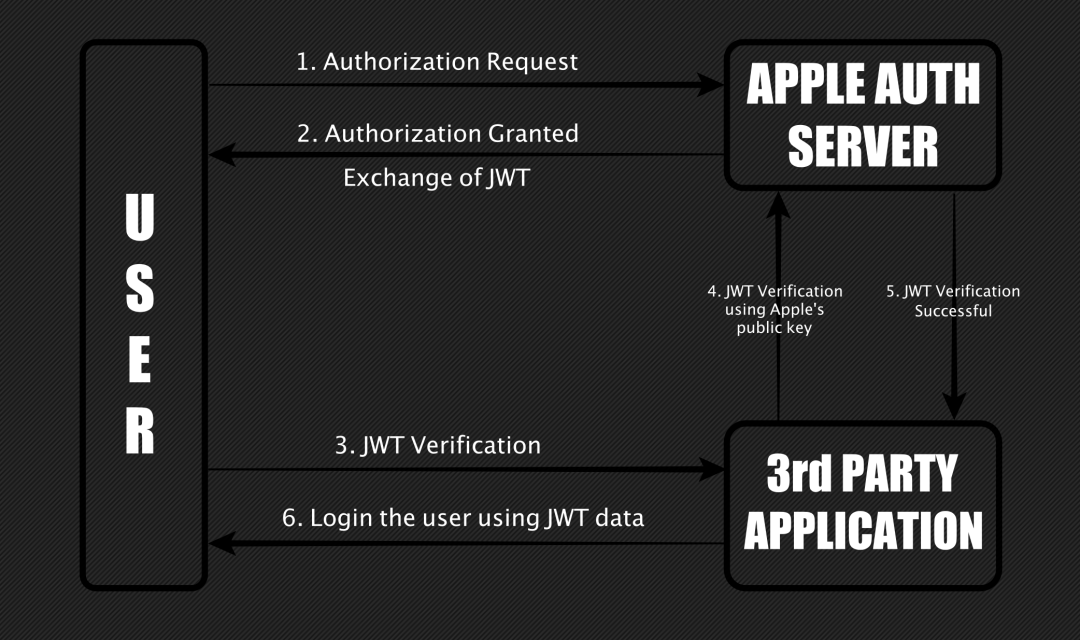 1. Authorization Request
APPLE AUTH
SERVER
2. Authorization Granted
Exchange of JWT
U
S
E
R
4. JWT Verification
using Apple's
public key
5. JWT Verification
Successful
3. JWT Verification
3rd PARTY
APPLICATION
6. Login the user using JWT data